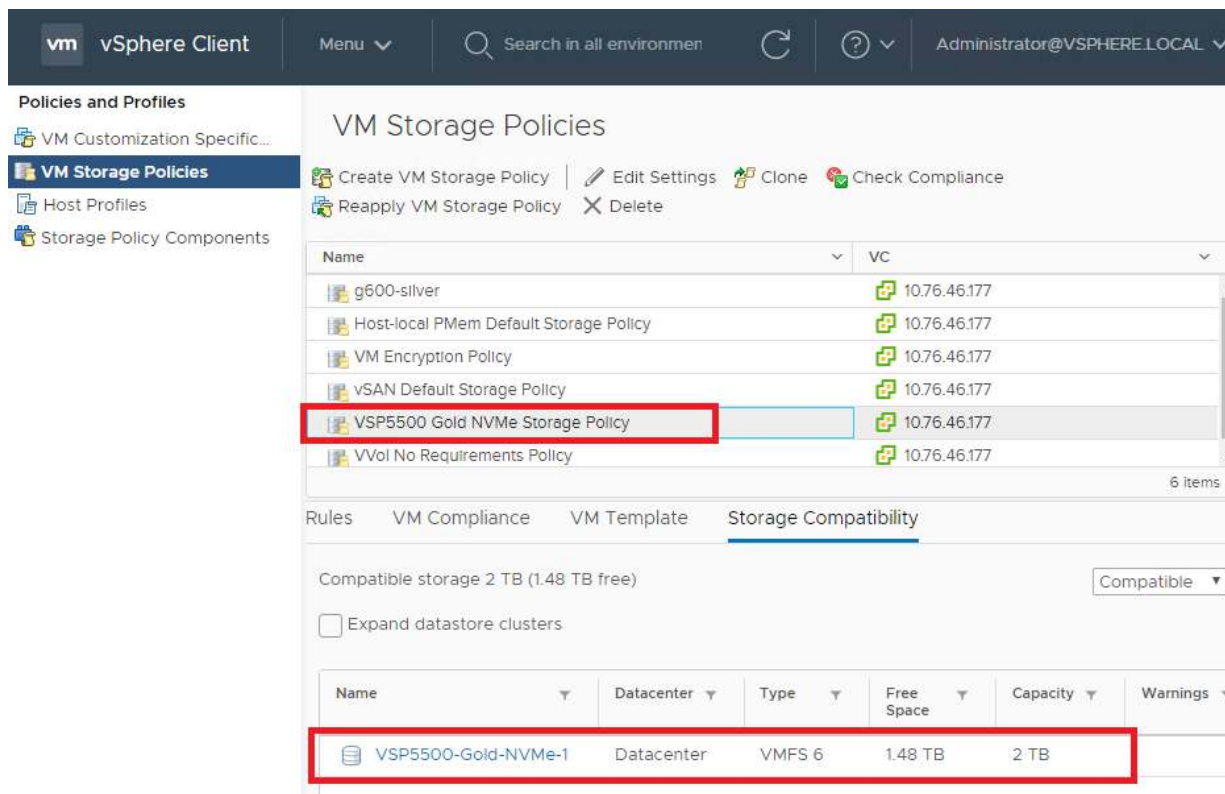 vm vSphere Client Menu Search in all environmen Administrator@VSPHERE.LOCAL
Policies and Profiles
VM Customization Specific...
VM Storage Policies
Host Profiles
Storage Policy Components
VM Storage Policies
Create VM Storage Policy Edit Settings Clone Check Compliance
Reapply VM Storage Policy Delete
Name VC
g600-silver 10.76.46.177
Host-local PMem Default Storage Policy 10.76.46.177
VM Encryption Policy 10.76.46.177
vSAN Default Storage Policy 10.76.46.177
VSP5500 Gold NVMe Storage Policy 10.76.46.177
VVol No Requirements Policy 10.76.46.177
6 items
Rules VM Compliance VM Template Storage Compatibility
Compatible storage 2 TB (1.48 TB free) Compatible
Expand datastore clusters
Name Datacenter Type Free Capacity Warnings
Space
VSP5500-Gold-NVMe-1 Datacenter VMFS 6 1.48 TB 2 TB